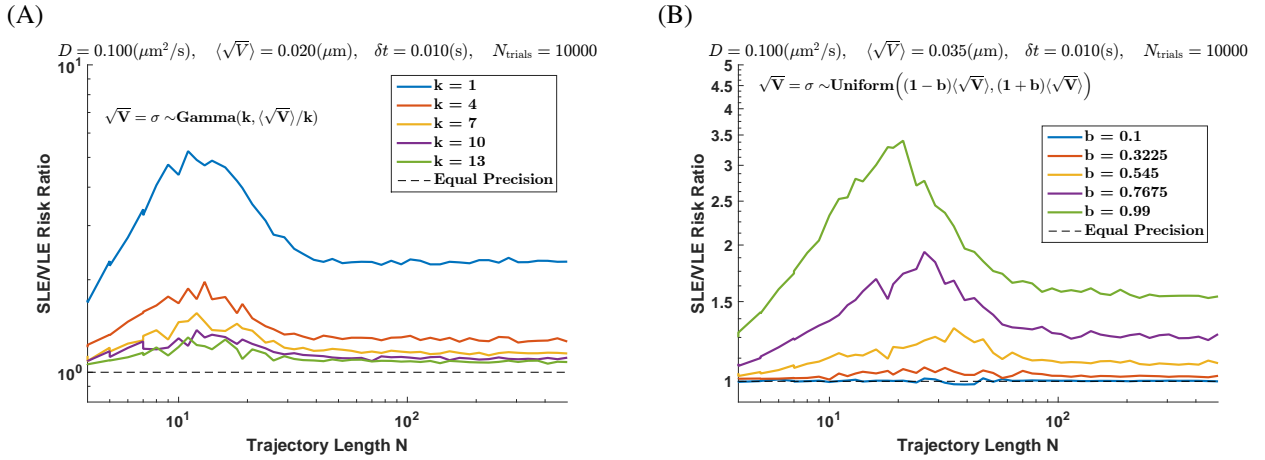 (A)
D = 0.100(μm²/s), ⟨√V⟩ = 0.020(μm), δt = 0.010(s), N_trials = 10000
10¹
√V = σ ∼Gamma(k, ⟨√V⟩/k)
k = 1
k = 4
k = 7
k = 10
k = 13
Equal Precision
SLE/VLE Risk Ratio
10⁰
10¹
10²
Trajectory Length N
(B)
D = 0.100(μm²/s), ⟨√V⟩ = 0.035(μm), δt = 0.010(s), N_trials = 10000
√V = σ ∼Uniform((1 − b)⟨√V⟩, (1 + b)⟨√V⟩)
5
4.5
4
3.5
3
2.5
2
1.5
1
b = 0.1
b = 0.3225
b = 0.545
b = 0.7675
b = 0.99
Equal Precision
SLE/VLE Risk Ratio
10¹
10²
Trajectory Length N